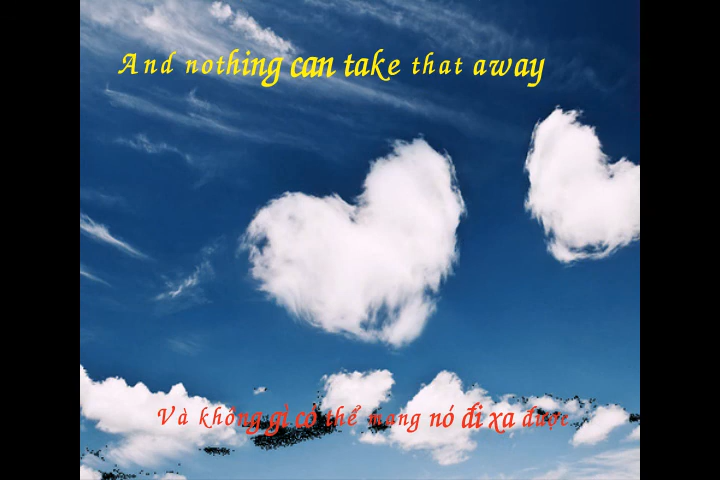 And nothing can take that away
Và không gì có thể mang nó đi xa được